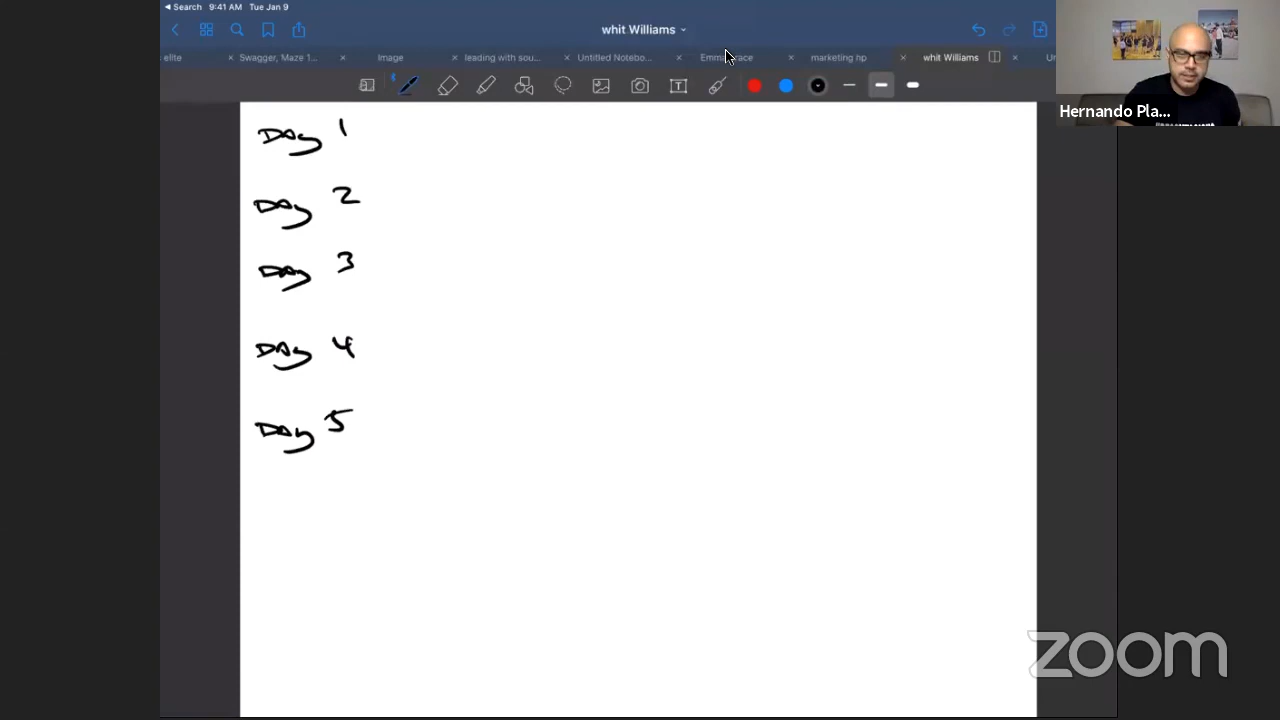 Search 9:41 AM Tue Jan 9
whit Williams
elite Swagger, Maze 1... Image leading with sou... Untitled Notebo... marketing hp whit Williams
Day 1
Day 2
Day 3
Day 4
Day 5
Hernando Pla...
zoom